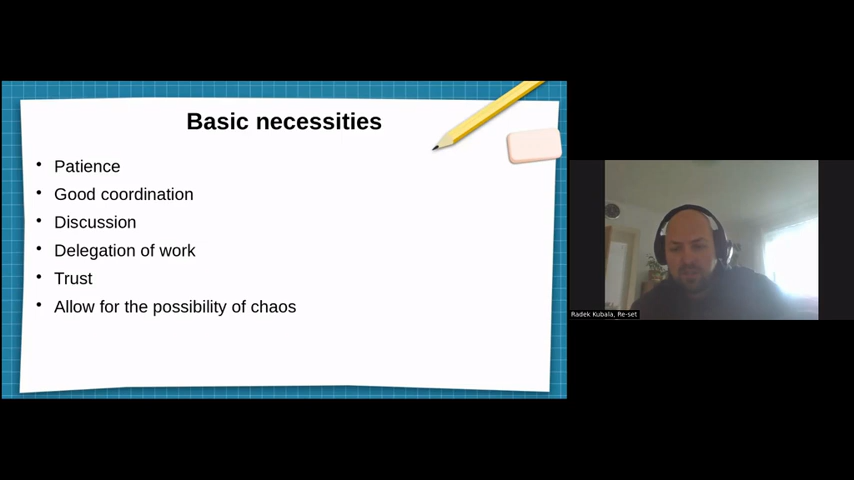 Basic necessities
Patience
Good coordination
Discussion
Delegation of work
Trust
Allow for the possibility of chaos
Radek Kubala, Re-set